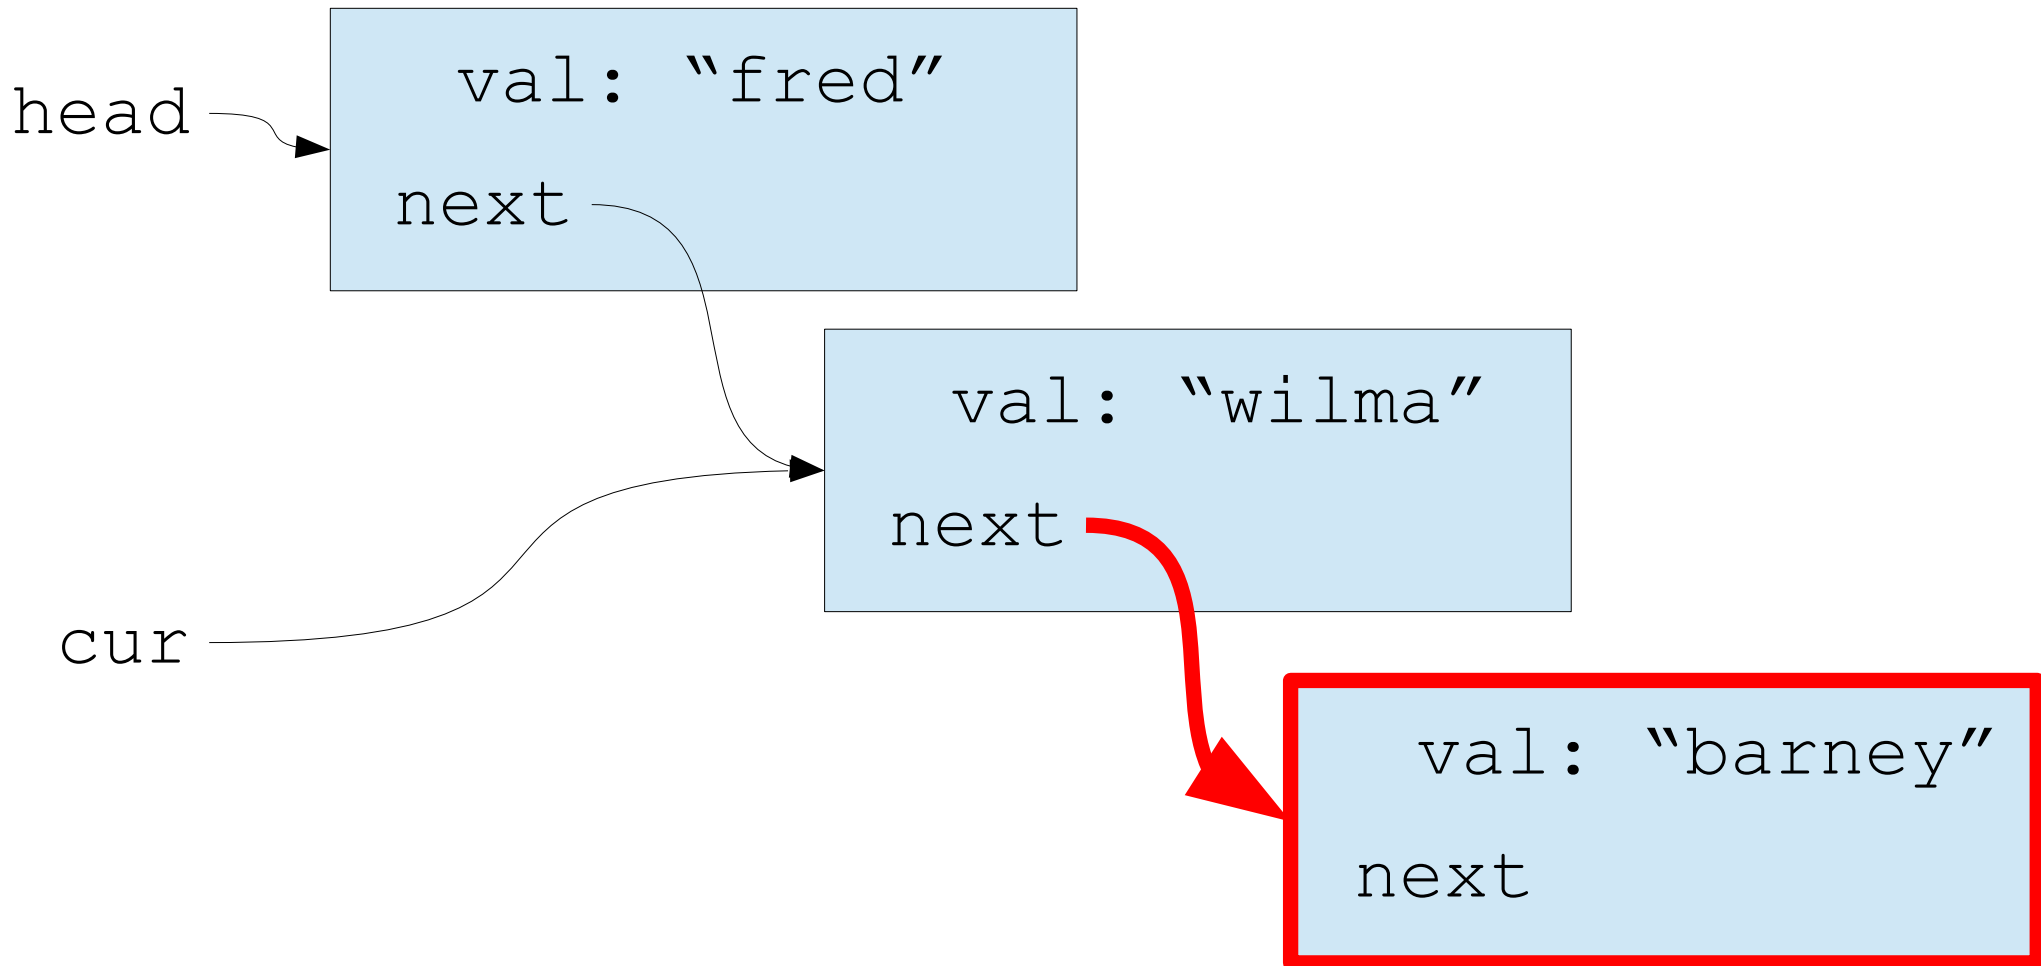 val: “fred”
head
next
val: “wilma”
next
cur
val: “barney”
next